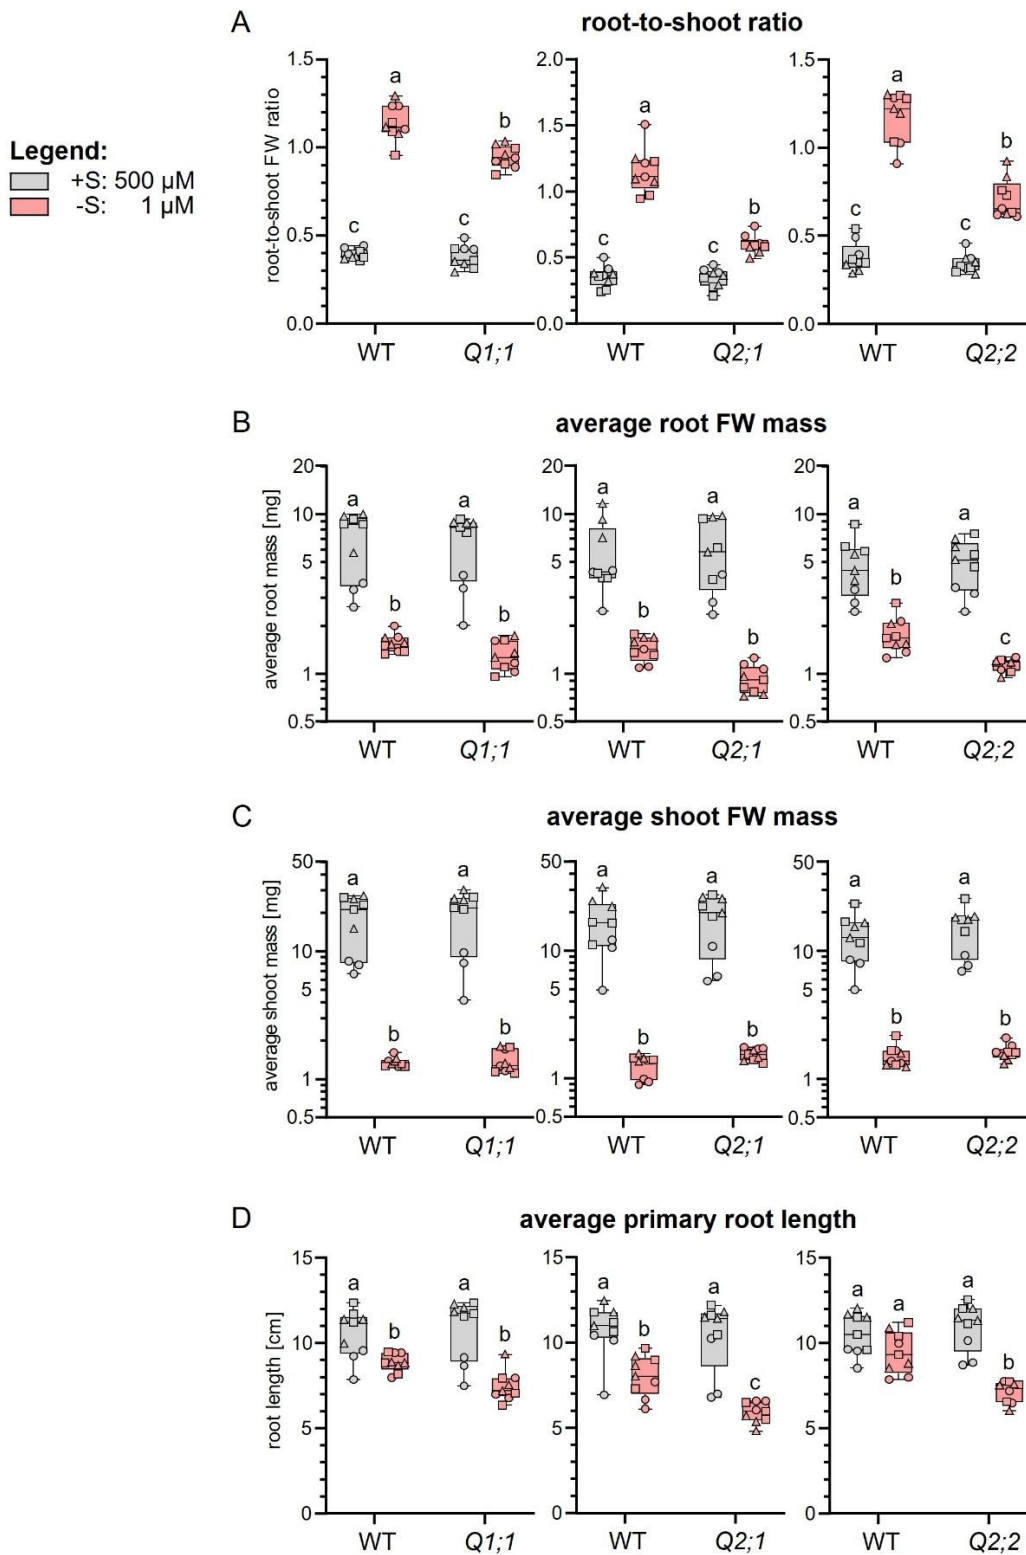 A root-to-shoot ratio
Legend:
+S: 500 µM
-S: 1 µM
root-to-shoot FW ratio
1.5
1.0
0.5
0.0
a
b
c
c
WT
Q1;1
2.0
1.5
1.0
0.5
0.0
a
b
c
c
WT
Q2;1
1.5
1.0
0.5
0.0
a
b
c
c
WT
Q2;2
B average root FW mass
average root mass [mg]
20
10
5
1
0.5
a
a
b
b
WT
Q1;1
20
10
5
1
0.5
a
a
b
b
WT
Q2;1
20
10
5
1
0.5
a
a
b
c
WT
Q2;2
C average shoot FW mass
average shoot mass [mg]
50
10
5
1
0.5
a
a
b
b
WT
Q1;1
50
10
5
1
0.5
a
a
b
b
WT
Q2;1
50
10
5
1
0.5
a
a
b
b
WT
Q2;2
D average primary root length
root length [cm]
15
10
5
0
a
a
b
b
WT
Q1;1
15
10
5
0
a
a
b
c
WT
Q2;1
15
10
5
0
a
a
a
b
WT
Q2;2